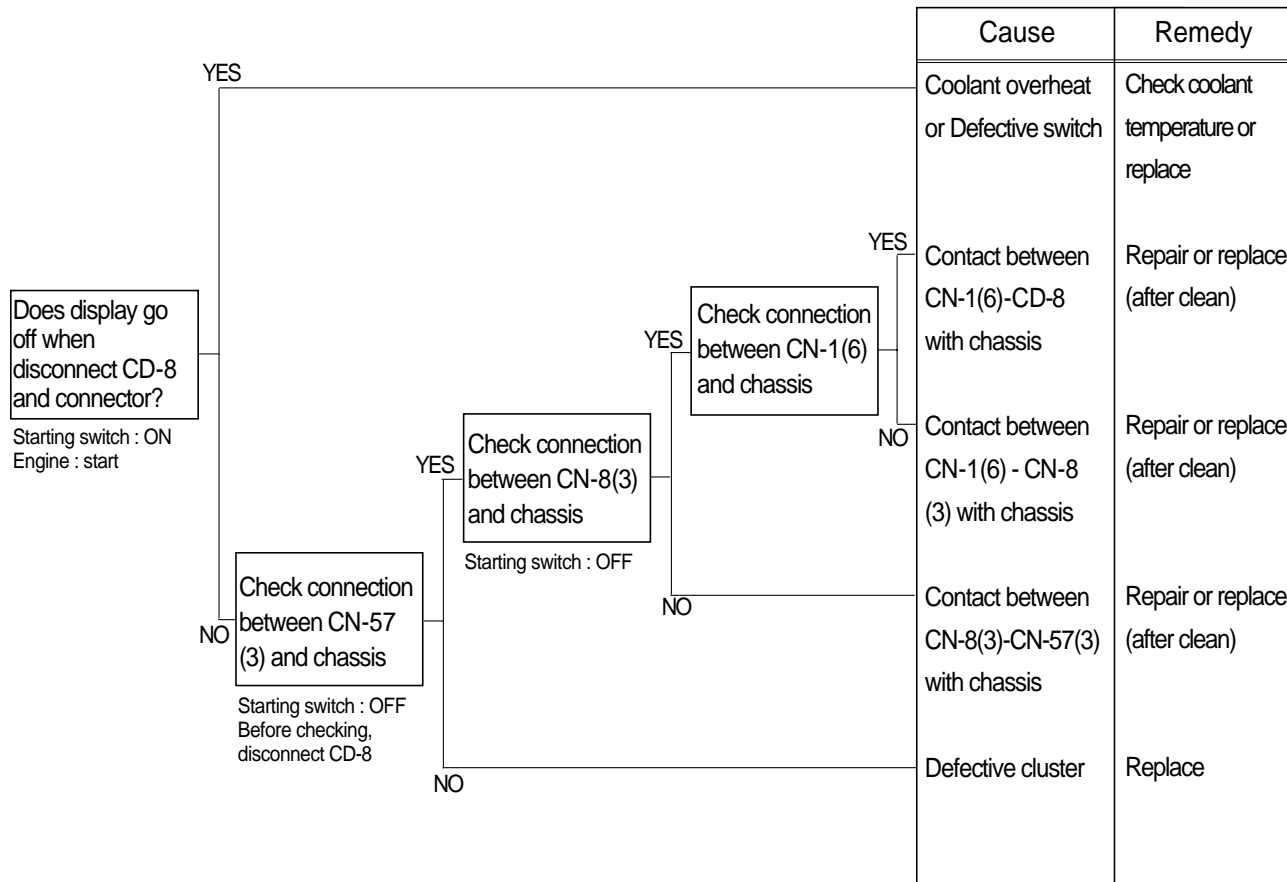 Cause
Remedy
YES
Coolant overheat
or Defective switch
Check coolant
temperature or
replace
Does display go
off when
disconnect CD-8
and connector?
Starting switch : ON
Engine : start
NO
Check connection
between CN-57
(3) and chassis
Starting switch : OFF
Before checking,
disconnect CD-8
YES
Check connection
between CN-8(3)
and chassis
Starting switch : OFF
YES
Check connection
between CN-1(6)
and chassis
YES
Contact between
CN-1(6)-CD-8
with chassis
Repair or replace
(after clean)
NO
Contact between
CN-1(6) - CN-8
(3) with chassis
Repair or replace
(after clean)
NO
Contact between
CN-8(3)-CN-57(3)
with chassis
Repair or replace
(after clean)
NO
Defective cluster
Replace